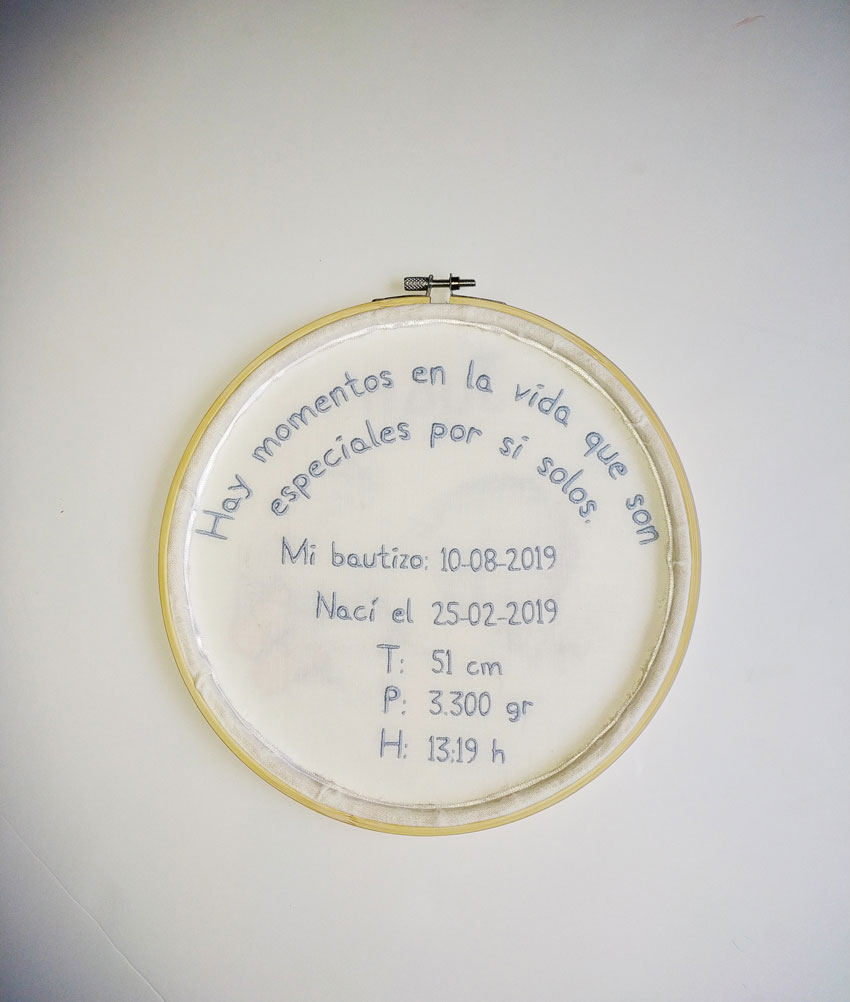 Hay momentos en la vida que son
especiales por si solos.
Mi bautizo: 10-08-2019
Nací el 25-02-2019
T: 51 cm
P: 3.300 gr
H: 13:19 h